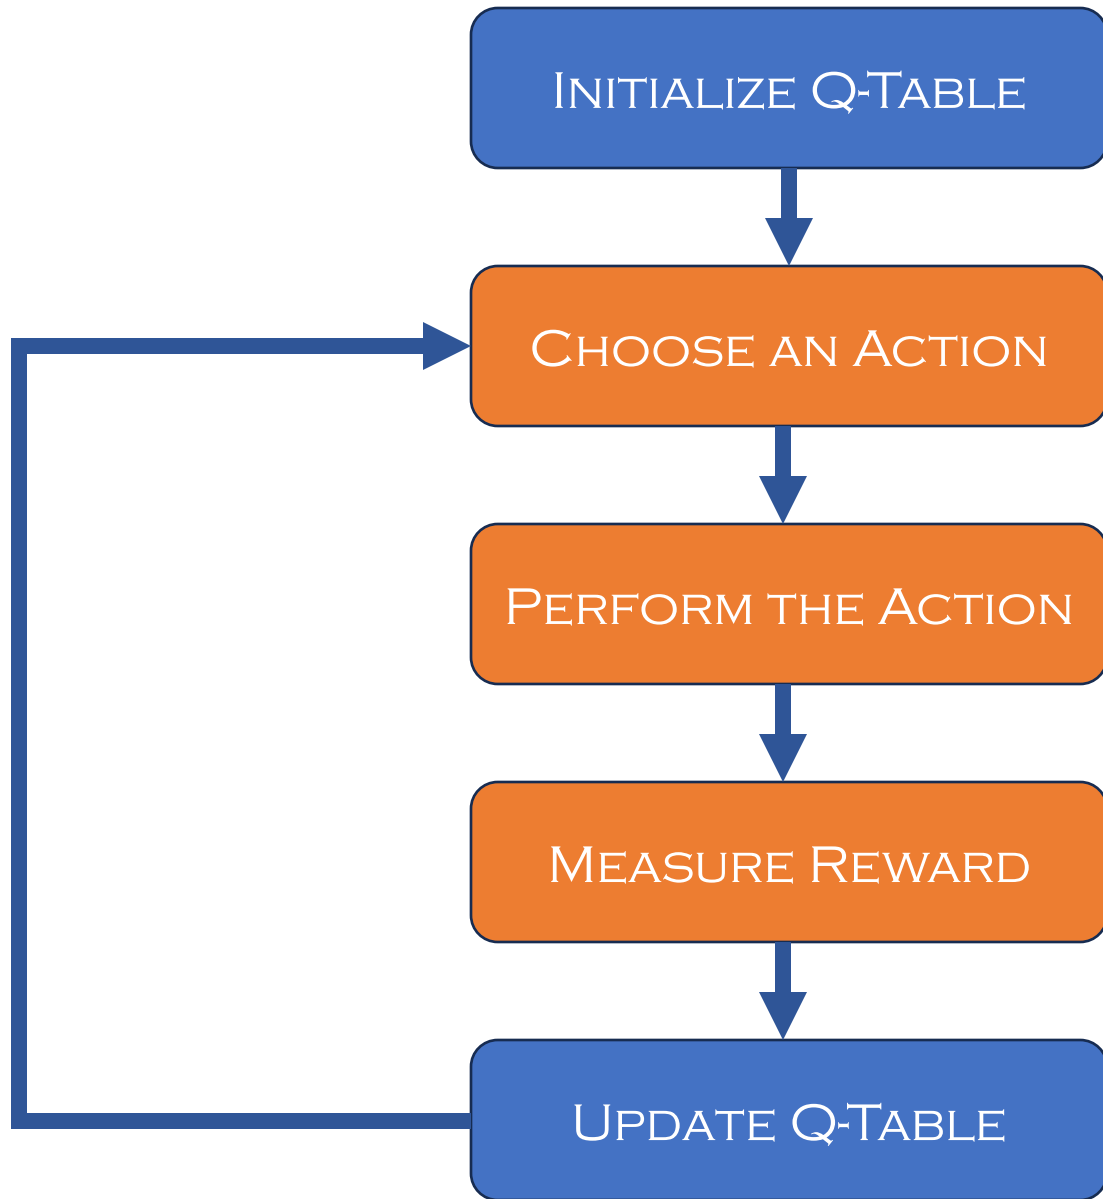 Initialize Q-Table
Choose an Action
Perform the Action
Measure Reward
Update Q-Table